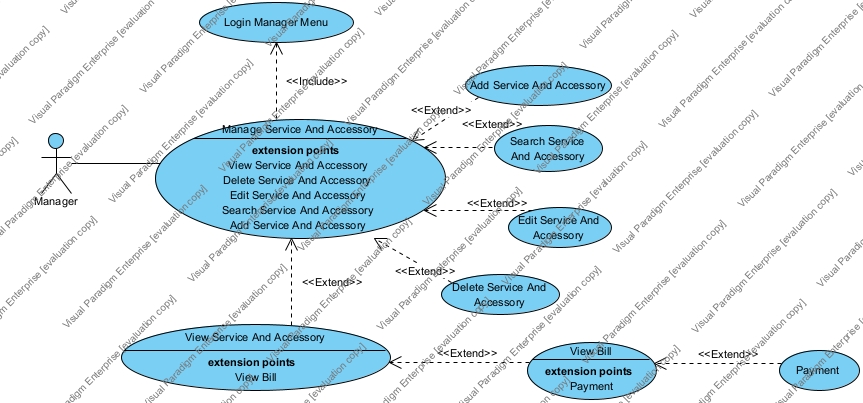 Login Manager Menu
<<Include>>
Add Service And Accessory
<<Extend>>
<<Extend>>
Manage Service And Accessory
extension points
View Service And Accessory
Delete Service And Accessory
Edit Service And Accessory
Search Service And Accessory
Add Service And Accessory
Search Service
And Accessory
Manager
<<Extend>>
Edit Service And
Accessory
<<Extend>>
<<Extend>>
Delete Service And
Accessory
View Service And Accessory
extension points
View Bill
<<Extend>>
View Bill
extension points
Payment
<<Extend>>
Payment
Visual Paradigm Enterprise [evaluation copy]